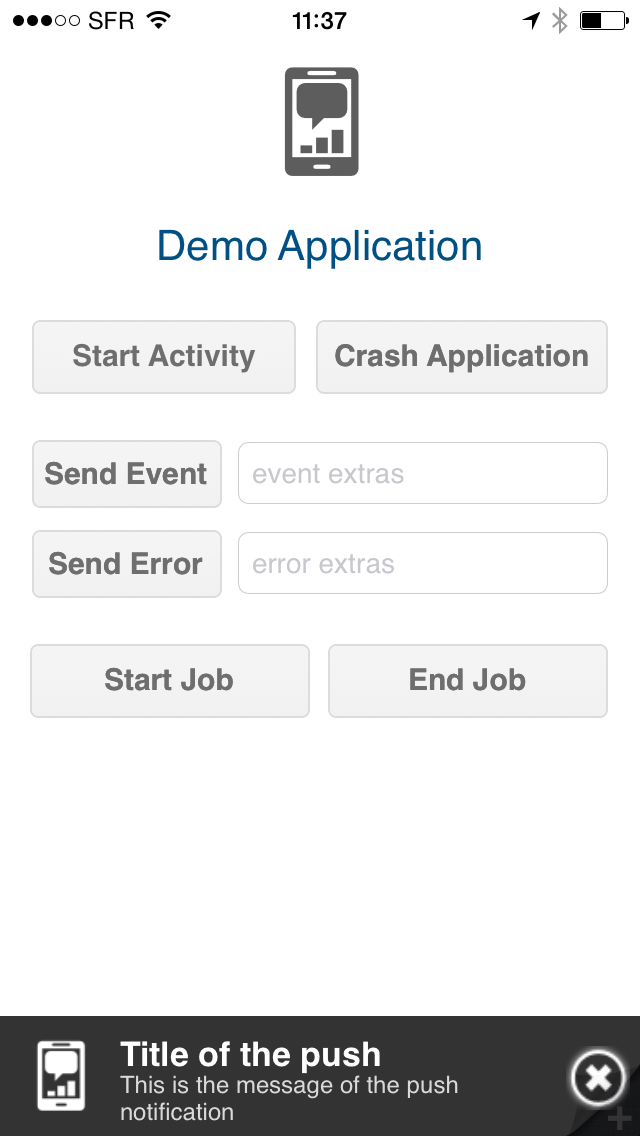 SFR 11:37
Demo Application
Start Activity Crash Application
Send Event event extras
Send Error error extras
Start Job End Job
Title of the push
This is the message of the push
notification